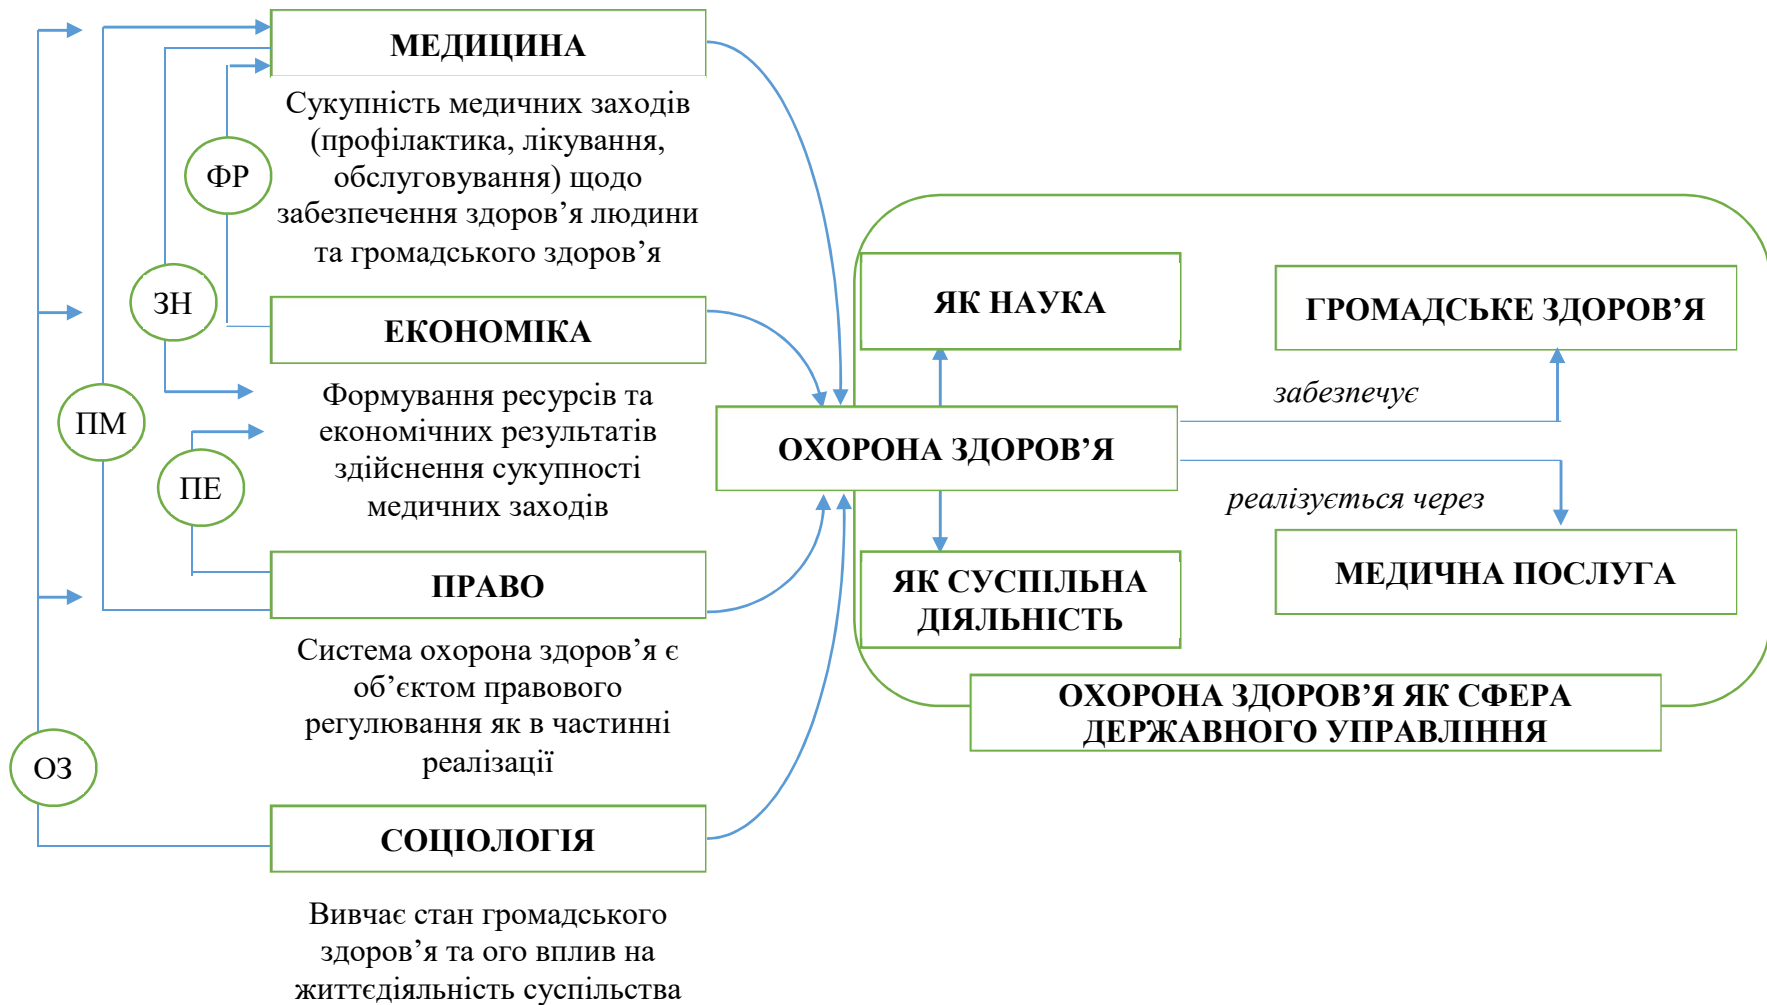 МЕДИЦИНА
Сукупність медичних заходів
(профілактика, лікування,
обслуговування) щодо
забезпечення здоров’я людини
та громадського здоров’я
ФР
ЗН
ЕКОНОМІКА
Формування ресурсів та
економічних результатів
здійснення сукупності
медичних заходів
ПМ
ПЕ
ПРАВО
Система охорона здоров’я є
об’єктом правового
регулювання як в частинні
реалізації
ОЗ
СОЦІОЛОГІЯ
Вивчає стан громадського
здоров’я та ого вплив на
життєдіяльність суспільства
ЯК НАУКА
ГРОМАДСЬКЕ ЗДОРОВ’Я
забезпечує
ОХОРОНА ЗДОРОВ’Я
реалізується через
ЯК СУСПІЛЬНА
ДІЯЛЬНІСТЬ
МЕДИЧНА ПОСЛУГА
ОХОРОНА ЗДОРОВ’Я ЯК СФЕРА
ДЕРЖАВНОГО УПРАВЛІННЯ